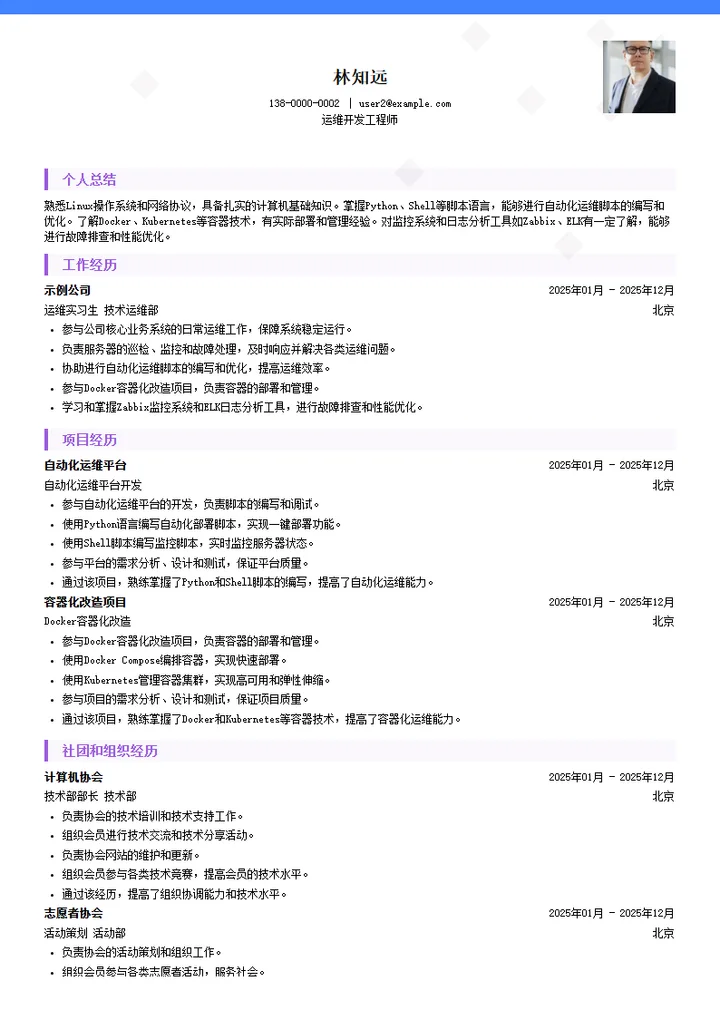 林知远
138-0000-0002 | user2@example.com
运维开发工程师
个人总结
熟悉Linux操作系统和网络协议，具备扎实的计算机基础知识。掌握Python、Shell等脚本语言，能够进行自动化运维脚本的编写和
优化。了解Docker、Kubernetes等容器技术，有实际部署和管理经验。对监控系统和日志分析工具如Zabbix、ELK有一定了解，能够
进行故障排查和性能优化。
工作经历
示例公司 2025年01月 - 2025年12月
运维实习生 技术运维部 北京
• 参与公司核心业务系统的日常运维工作，保障系统稳定运行。
• 负责服务器的巡检、监控和故障处理，及时响应并解决各类运维问题。
• 协助进行自动化运维脚本的编写和优化，提高运维效率。
• 参与Docker容器化改造项目，负责容器的部署和管理。
• 学习和掌握Zabbix监控系统和ELK日志分析工具，进行故障排查和性能优化。
项目经历
自动化运维平台 2025年01月 - 2025年12月
自动化运维平台开发 北京
• 参与自动化运维平台的开发，负责脚本的编写和调试。
• 使用Python语言编写自动化部署脚本，实现一键部署功能。
• 使用Shell脚本编写监控脚本，实时监控服务器状态。
• 参与平台的需求分析、设计和测试，保证平台质量。
• 通过该项目，熟练掌握了Python和Shell脚本的编写，提高了自动化运维能力。
容器化改造项目 2025年01月 - 2025年12月
Docker容器化改造 北京
• 参与Docker容器化改造项目，负责容器的部署和管理。
• 使用Docker Compose编排容器，实现快速部署。
• 使用Kubernetes管理容器集群，实现高可用和弹性伸缩。
• 参与项目的需求分析、设计和测试，保证项目质量。
• 通过该项目，熟练掌握了Docker和Kubernetes等容器技术，提高了容器化运维能力。
社团和组织经历
计算机协会 2025年01月 - 2025年12月
技术部部长 技术部 北京
• 负责协会的技术培训和技术支持工作。
• 组织会员进行技术交流和技术分享活动。
• 负责协会网站的维护和更新。
• 组织会员参与各类技术竞赛，提高会员的技术水平。
• 通过该经历，提高了组织协调能力和技术水平。
志愿者协会 2025年01月 - 2025年12月
活动策划 活动部 北京
• 负责协会的活动策划和组织工作。
• 组织会员参与各类志愿者活动，服务社会。